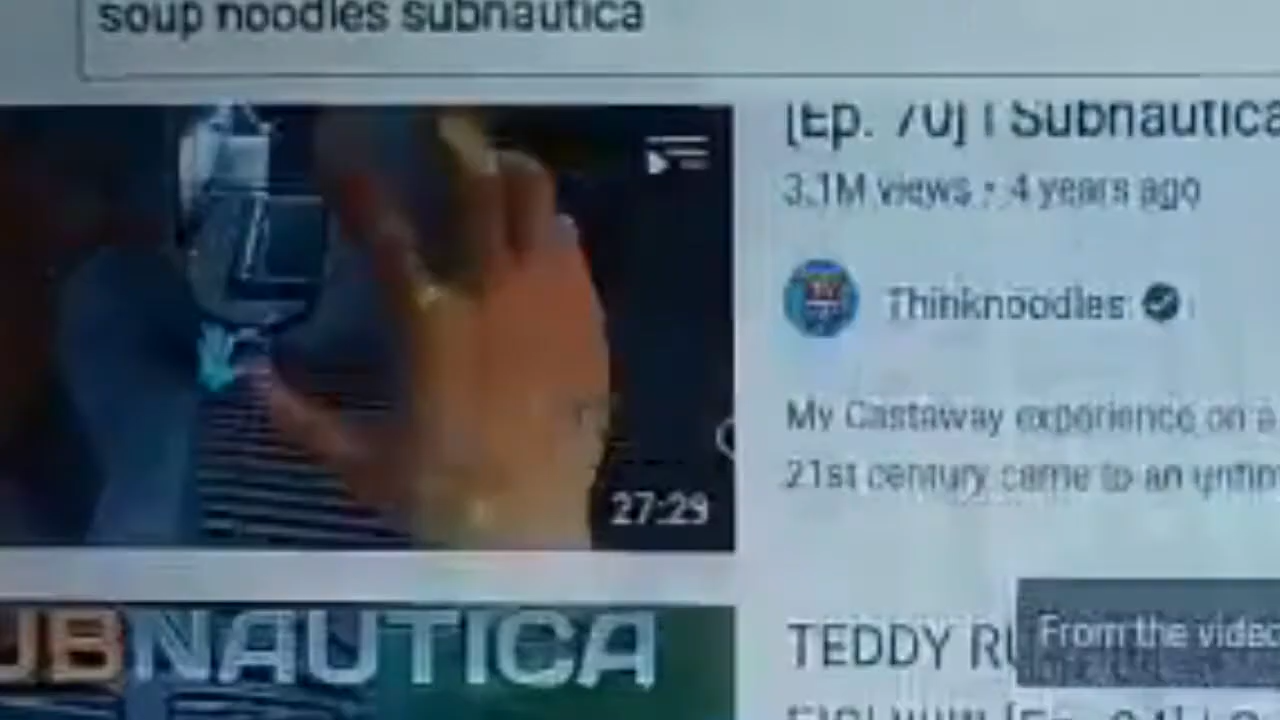 soup noodles subnautica
[Ep. 70] | Subnautica
3.1M views • 4 years ago
Thinknoodles
My Castaway experience on a
21st century came to an
27:29
UBNAUTICA
TEDDY
From the video